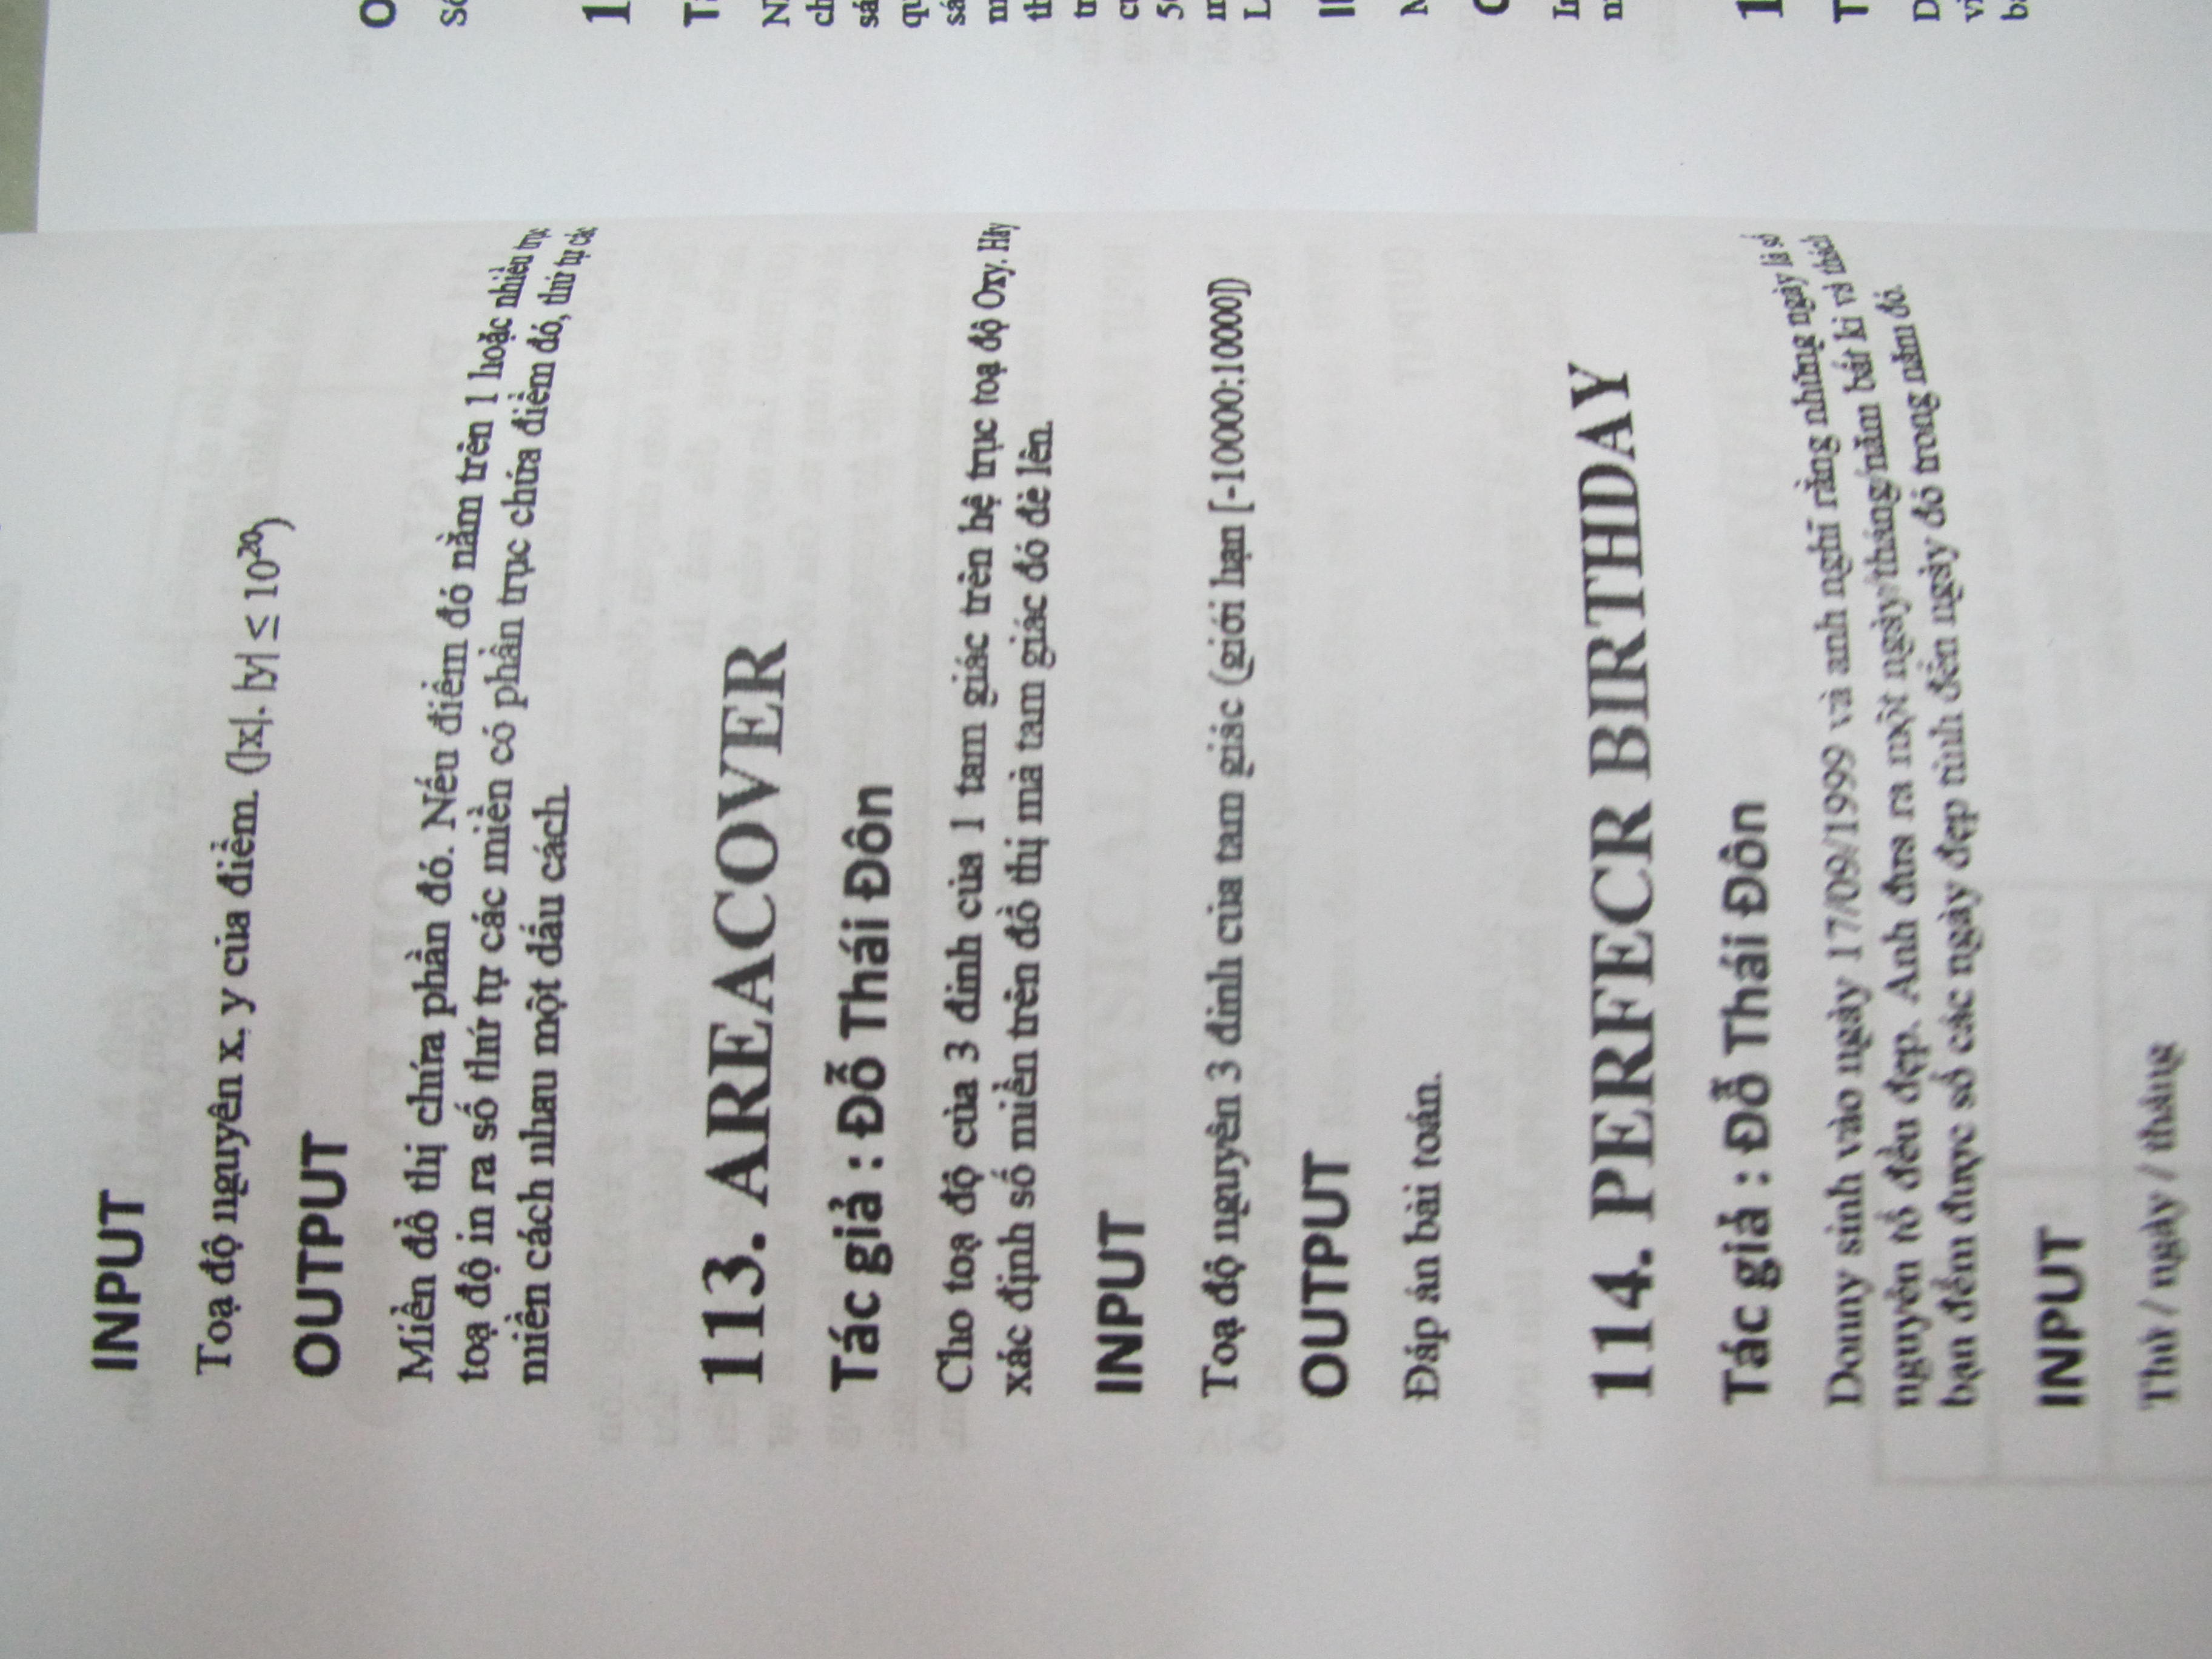 INPUT
Toạ độ nguyên x, y của điểm. (|x|. |y| ≤ 10^20)
OUTPUT
Miền đồ thị chứa phần đó. Nếu điểm đó nằm trên 1 hoặc nhiều trục
toạ độ in ra số thứ tự các miền có phần trục chứa điểm đó, thứ tự các
miền cách nhau một dấu cách.
113. AREACOVER
Tác giả : Đỗ Thái Đôn
Cho toạ độ của 3 đỉnh của 1 tam giác trên hệ trục toạ độ Oxy. Hãy
xác định số miền trên đồ thị mà tam giác đó đè lên.
INPUT
Toạ độ nguyên 3 đỉnh của tam giác (giới hạn [-10000;10000])
OUTPUT
Đáp án bài toán.
114. PERFECR BIRTHDAY
Tác giả : Đỗ Thái Đôn
Donny sinh vào ngày 17/09/1999 và anh nghĩ rằng những ngày là số
nguyên tố đều đẹp. Anh đưa ra một ngày/tháng/năm bất kì và thách
bạn đếm được số các ngày đẹp tính đến ngày đó trong năm đó.
INPUT
Thứ / ngày / tháng